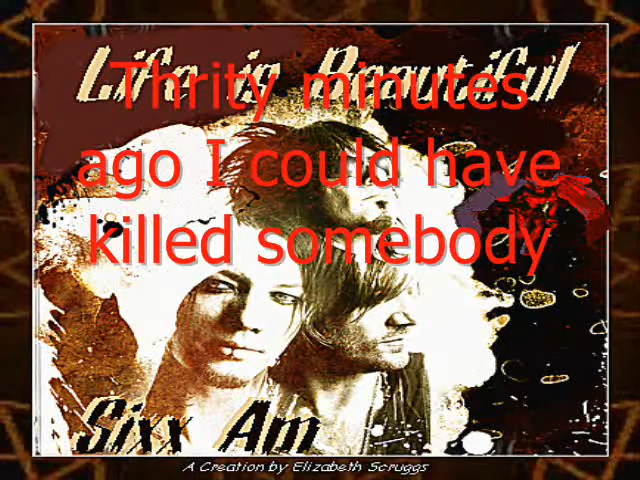 Life is Beautiful
Thrity minutes
ago I could have
killed somebody
Sixx Am
A Creation by Elizabeth Scruggs